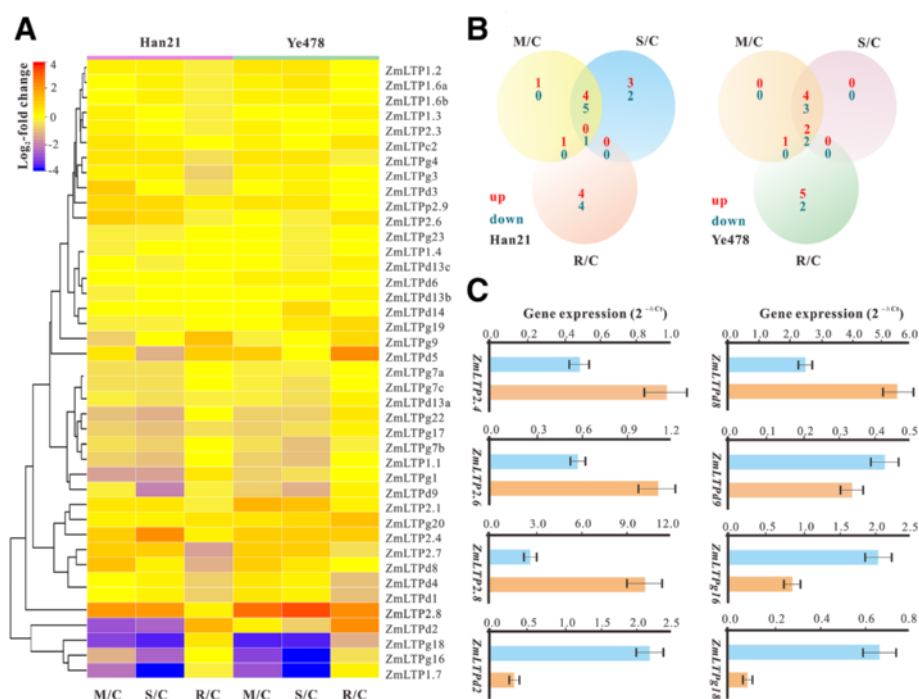 A
Han21
Ye478
Log₂-fold change
4
2
0
−2
−4
ZmLTP1.2
ZmLTP1.6a
ZmLTP1.6b
ZmLTP1.3
ZmLTP2.3
ZmLTPc2
ZmLTPg4
ZmLTPg3
ZmLTPd3
ZmLTPp2.9
ZmLTP2.6
ZmLTPg23
ZmLTP1.4
ZmLTPd13c
ZmLTPd6
ZmLTPd13b
ZmLTPd14
ZmLTPg19
ZmLTPg9
ZmLTPd5
ZmLTPg7a
ZmLTPg7c
ZmLTPd13a
ZmLTPg22
ZmLTPg17
ZmLTPg7b
ZmLTP1.1
ZmLTPg1
ZmLTPd9
ZmLTP2.1
ZmLTPg20
ZmLTP2.4
ZmLTP2.7
ZmLTPd8
ZmLTPd4
ZmLTPd1
ZmLTP2.8
ZmLTPd2
ZmLTPg18
ZmLTPg16
ZmLTP1.7
M/C S/C R/C M/C S/C R/C
B
M/C S/C
1 4 3
0 5 2
0
1 1 0
0 0
4
4
up
down
Han21
R/C
M/C S/C
0 4 0
0 3 0
2
1 2 0
0 0
5
2
up
down
Ye478
R/C
C
Gene expression (2⁻ᐃCt)
0.0 0.2 0.4 0.6 0.8 1.0
ZmLTP2.4
0.0 0.3 0.6 0.9 1.2
ZmLTP2.6
0.0 3.0 6.0 9.0 12.0
ZmLTP2.8
0.0 0.5 1.0 1.5 2.0 2.5
ZmLTPd2
Gene expression (2⁻ᐃCt)
0.0 1.0 2.0 3.0 4.0 5.0 6.0
ZmLTPd8
0.0 0.1 0.2 0.3 0.4 0.5
ZmLTPd9
0.0 0.5 1.0 1.5 2.0 2.5
ZmLTPg16
0.0 0.2 0.4 0.6 0.8
ZmLTPg18